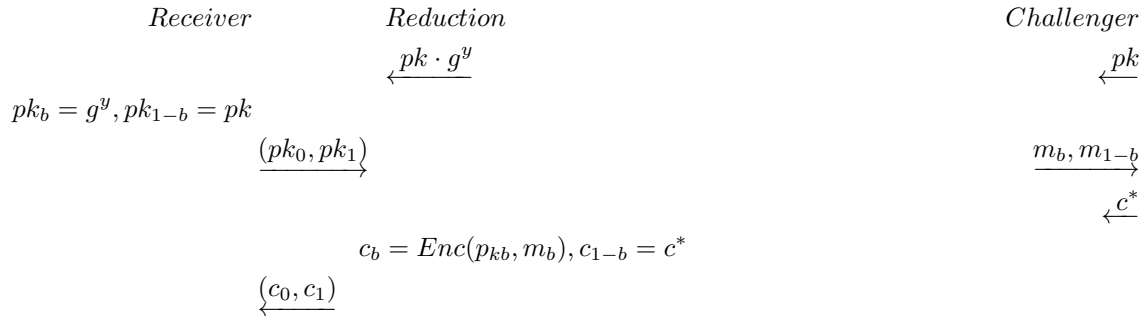 Receiver Reduction Challenger
pk · g^y pk
pk_b = g^y, pk_{1−b} = pk
(pk_0, pk_1) m_b, m_{1−b}
c^*
c_b = Enc(p_{kb}, m_b), c_{1−b} = c^*
(c_0, c_1)